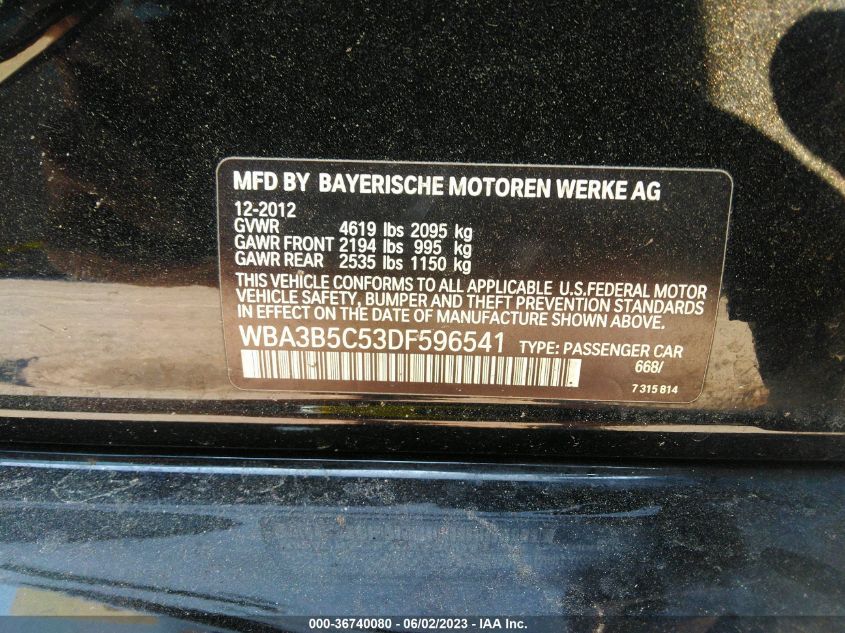 MFD BY BAYERISCHE MOTOREN WERKE AG
12-2012
GVWR 4619 lbs 2095 kg
GAWR FRONT 2194 lbs 995 kg
GAWR REAR 2535 lbs 1150 kg
THIS VEHICLE CONFORMS TO ALL APPLICABLE U.S.FEDERAL MOTOR
VEHICLE SAFETY, BUMPER AND THEFT PREVENTION STANDARDS
IN EFFECT ON THE DATE OF MANUFACTURE SHOWN ABOVE.
WBA3B5C53DF596541 TYPE: PASSENGER CAR
668/
7 315 814
000-36740080 - 06/02/2023 - IAA Inc.